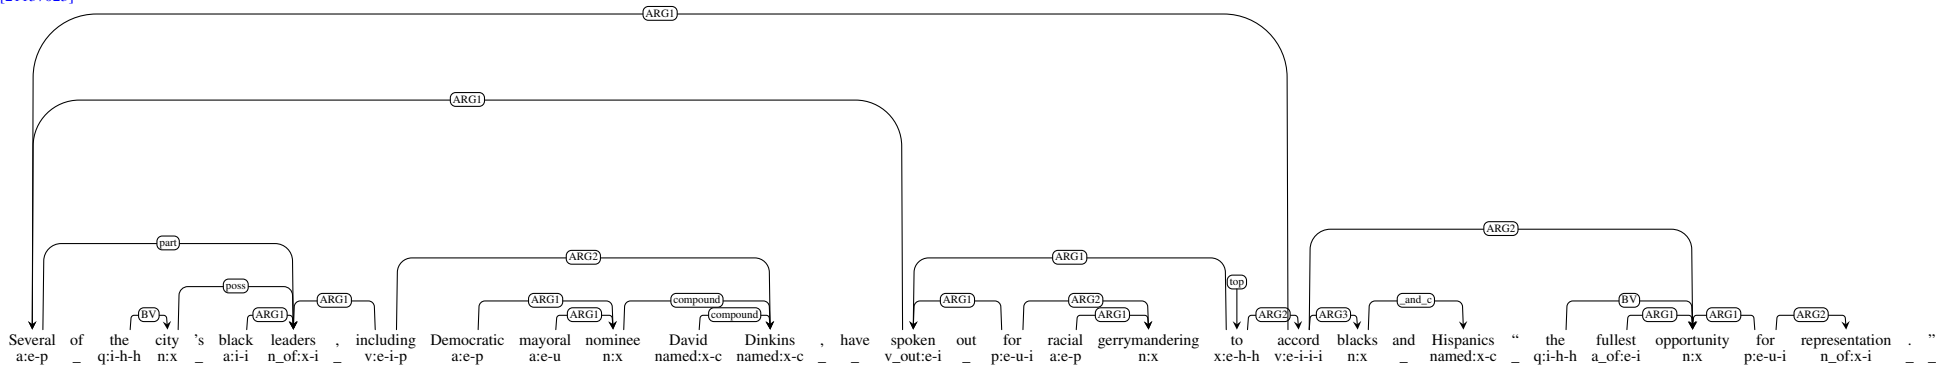 ARG1
ARG1
part ARG2 ARG1 ARG2
poss top
ARG1 ARG1 compound ARG1 ARG2 _and_c BV
BV ARG1 ARG1 compound ARG1 ARG2 ARG3 ARG1 ARG1 ARG2
Several of the city 's black leaders , including Democratic mayoral nominee David Dinkins , have spoken out for racial gerrymandering to accord blacks and Hispanics “ the fullest opportunity for representation . ”
a:e-p _ q:i-h-h n:x _ a:i-i n_of:x-i _ v:e-i-p a:e-p a:e-u n:x named:x-c named:x-c _ _ v_out:e-i _ p:e-u-i a:e-p n:x x:e-h-h v:e-i-i-i n:x _ named:x-c _ q:i-h-h a_of:e-i n:x p:e-u-i n_of:x-i _ _